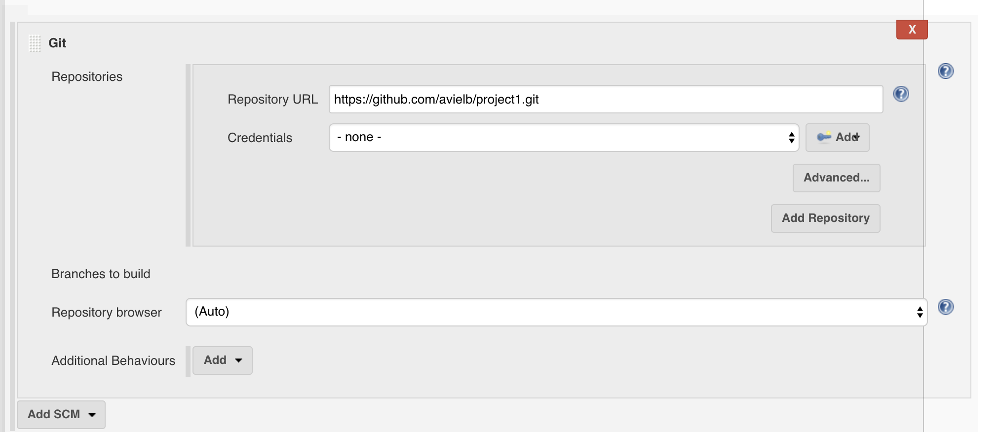 X
Git
Repositories
Repository URL https://github.com/avielb/project1.git
Credentials - none - Add
Advanced...
Add Repository
Branches to build
Repository browser (Auto)
Additional Behaviours Add
Add SCM